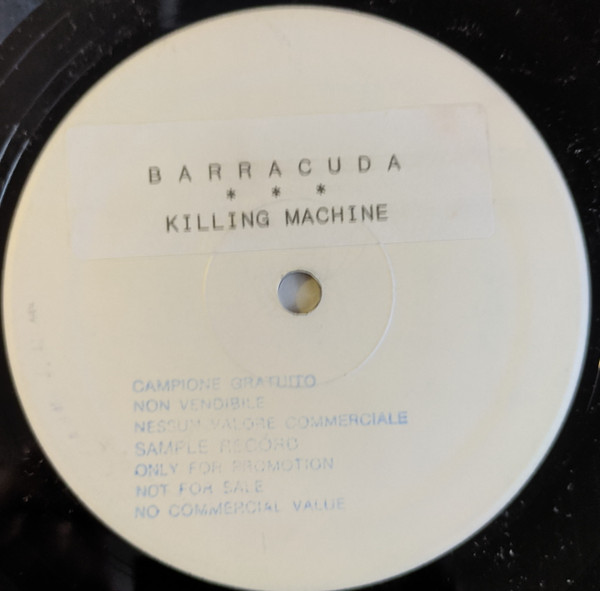 BARRACUDA
* * *
KILLING MACHINE
CAMPIONE GRATUITO
NON VENDIBILE
NESSUN VALORE COMMERCIALE
SAMPLE RECORD
ONLY FOR PROMOTION
NOT FOR SALE
NO COMMERCIAL VALUE